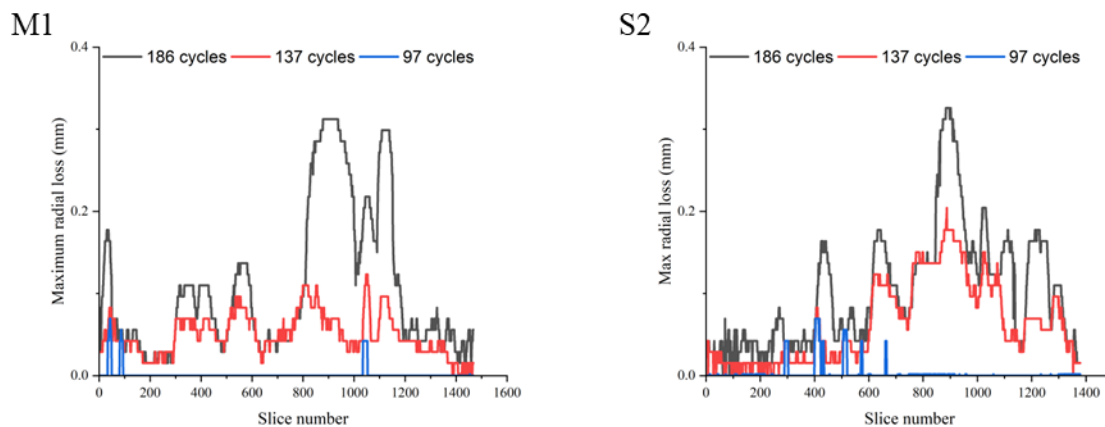 M1
0.4
186 cycles 137 cycles 97 cycles
Maximum radial loss (mm)
0.2
0.0
0 200 400 600 800 1000 1200 1400 1600
Slice number
S2
0.4
186 cycles 137 cycles 97 cycles
Max radial loss (mm)
0.2
0.0
0 200 400 600 800 1000 1200 1400
Slice number